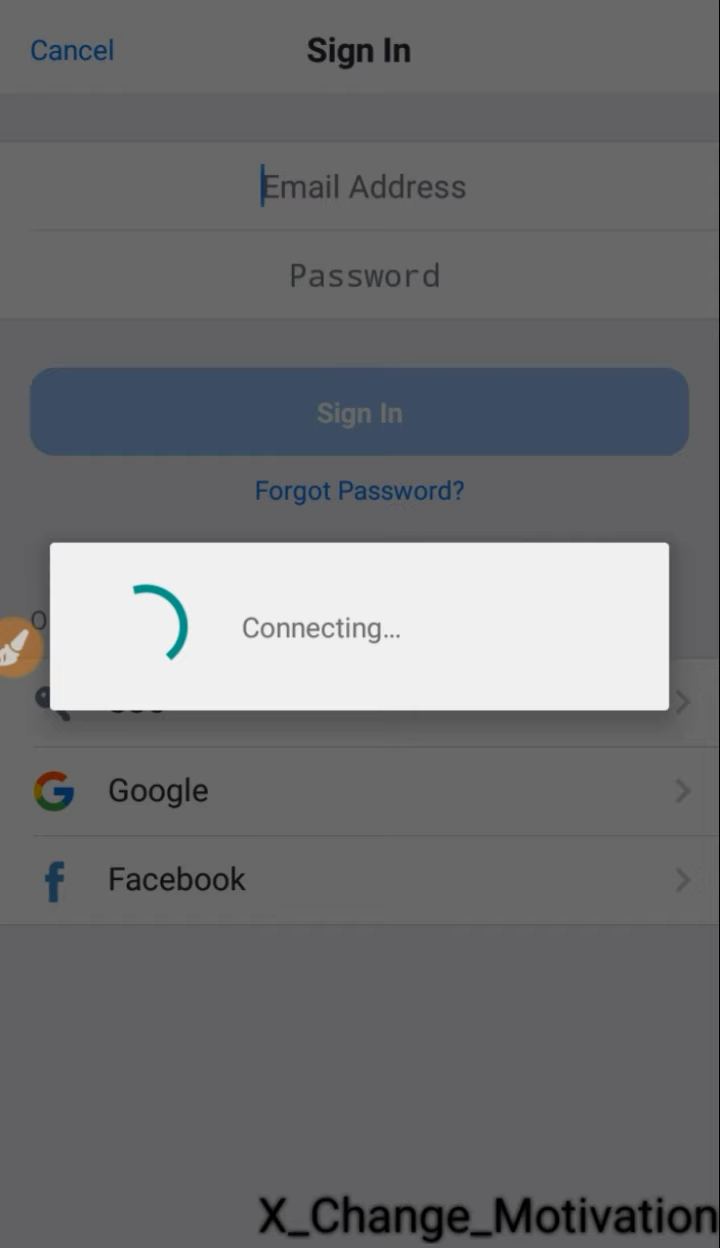 Cancel
Sign In
Email Address
Password
Sign In
Forgot Password?
Connecting...
Google
Facebook
X_Change_Motivation